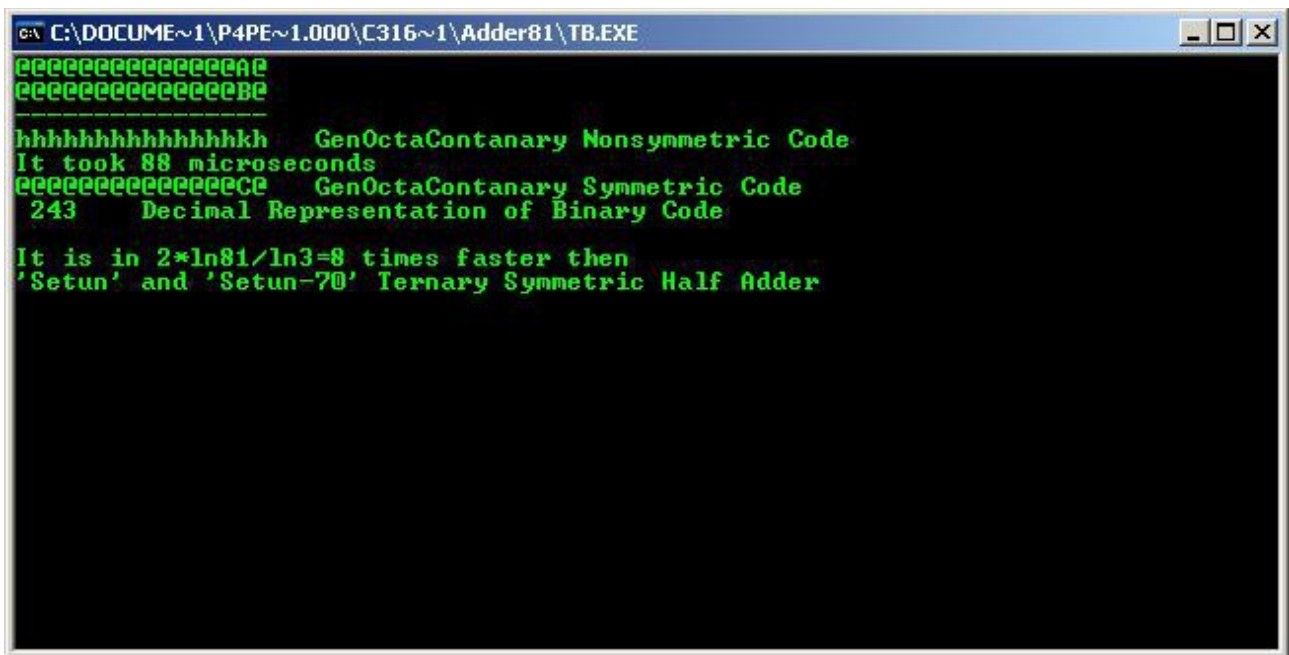 C:\DOCUME~1\P4PE~1.000\C316~1\Adder81\TB.EXE
@@@@@@@@@@@@@@A@
@@@@@@@@@@@@@@B@
----------------
hhhhhhhhhhhhhhkh   GenOctaContanary Nonsymmetric Code
It took 88 microseconds
@@@@@@@@@@@@@@C@   GenOctaContanary Symmetric Code
 243    Decimal Representation of Binary Code
It is in 2*ln81/ln3=8 times faster then
'Setun' and 'Setun-70' Ternary Symmetric Half Adder